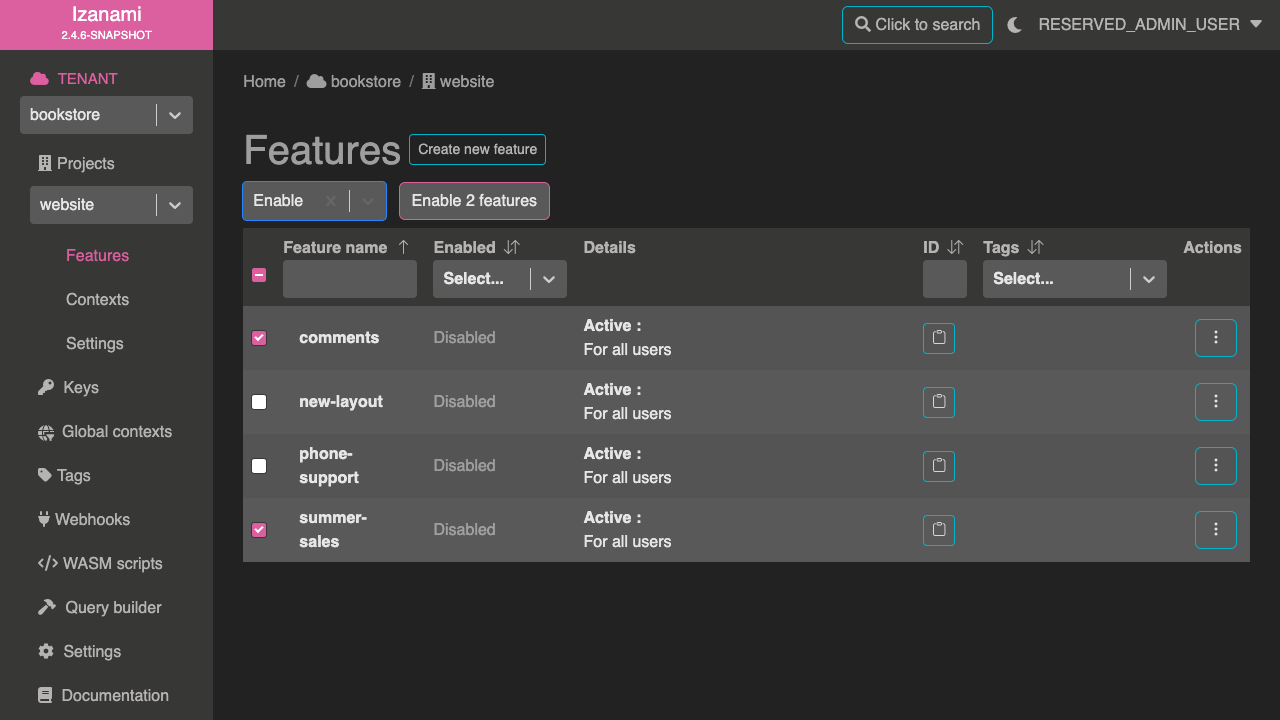 Izanami
2.4.6-SNAPSHOT
Click to search
RESERVED_ADMIN_USER
TENANT
bookstore
Projects
website
Features
Contexts
Settings
Keys
Global contexts
Tags
Webhooks
WASM scripts
Query builder
Settings
Documentation
Home / bookstore / website
Features Create new feature
Enable Enable 2 features
Feature name Enabled Details ID Tags Actions
Select... Select...
comments Disabled Active :
For all users
new-layout Disabled Active :
For all users
phone-support Disabled Active :
For all users
summer-sales Disabled Active :
For all users